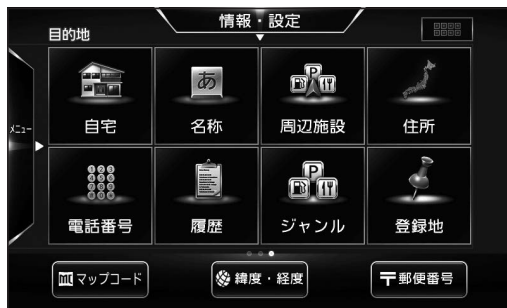 情報・設定
目的地
メニュー
あ
P
自宅
名称
周辺施設
住所
P
電話番号
履歴
ジャンル
登録地
マップコード
緯度・経度
〒郵便番号